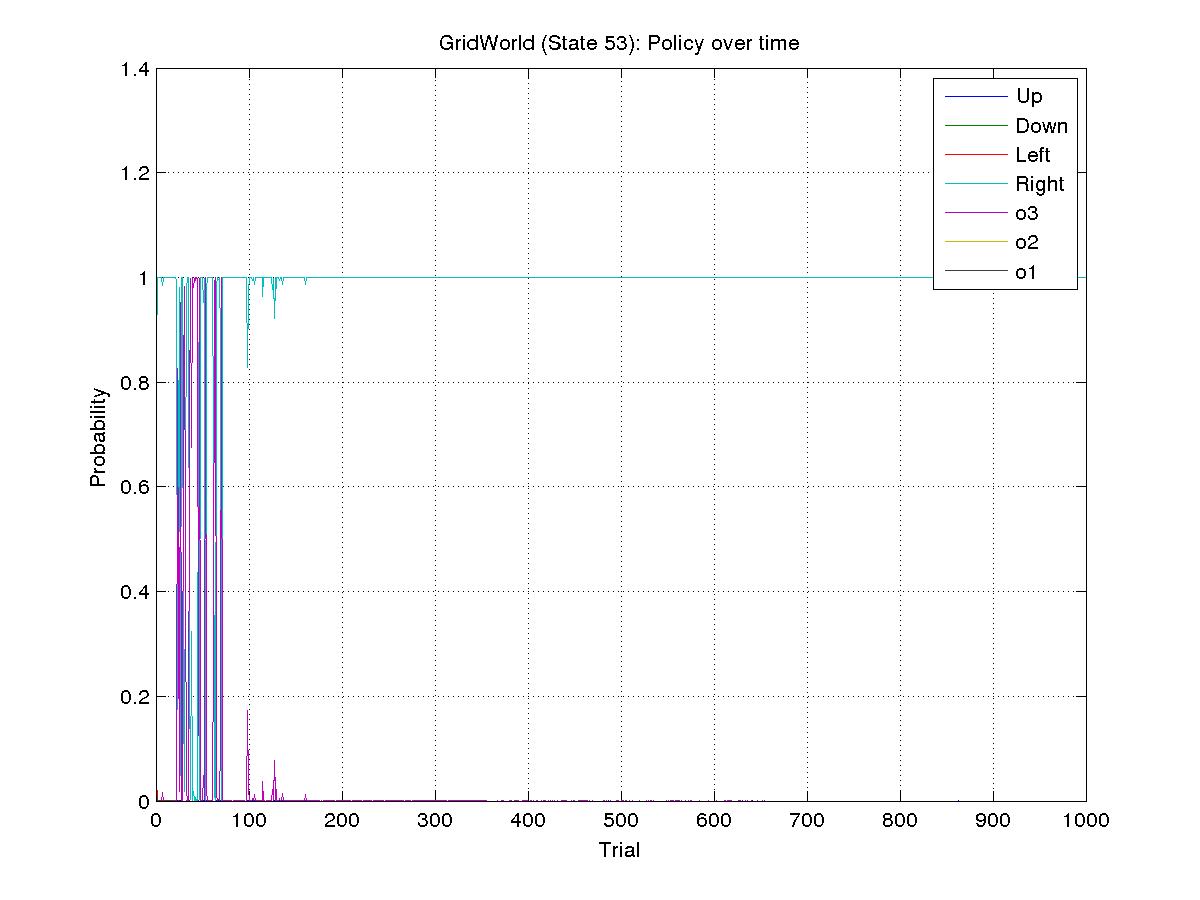 GridWorld (State 53): Policy over time
1.4
1.2
1
0.8
0.6
0.4
0.2
0
Probability
0 100 200 300 400 500 600 700 800 900 1000
Trial
Up
Down
Left
Right
o3
o2
o1